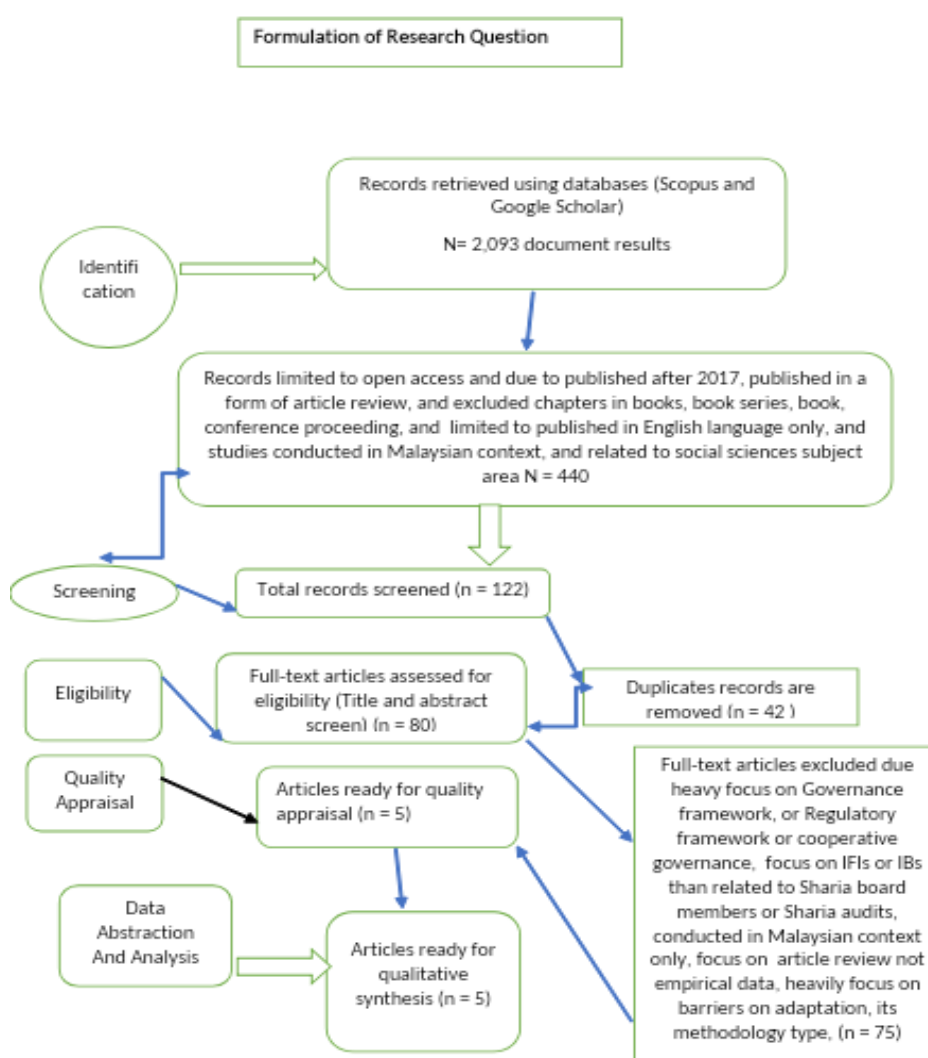 Formulation of Research Question
Records retrieved using databases (Scopus and
Google Scholar)
N= 2,093 document results
Identifi
cation
Records limited to open access and due to published after 2017, published in a
form of article review, and excluded chapters in books, book series, book,
conference proceeding, and limited to published in English language only, and
studies conducted in Malaysian context, and related to social sciences subject
area N = 440
Screening
Total records screened (n = 122)
Eligibility
Full-text articles assessed for
eligibility (Title and abstract
screen) (n = 80)
Duplicates records are
removed (n = 42 )
Quality
Appraisal
Articles ready for quality
appraisal (n = 5)
Full-text articles excluded due
heavy focus on Governance
framework, or Regulatory
framework or cooperative
governance, focus on IFIs or IBs
than related to Sharia board
members or Sharia audits,
conducted in Malaysian context
only, focus on article review not
empirical data, heavily focus on
barriers on adaptation, its
methodology type, (n = 75)
Data
Abstraction
And Analysis
Articles ready for
qualitative
synthesis (n = 5)